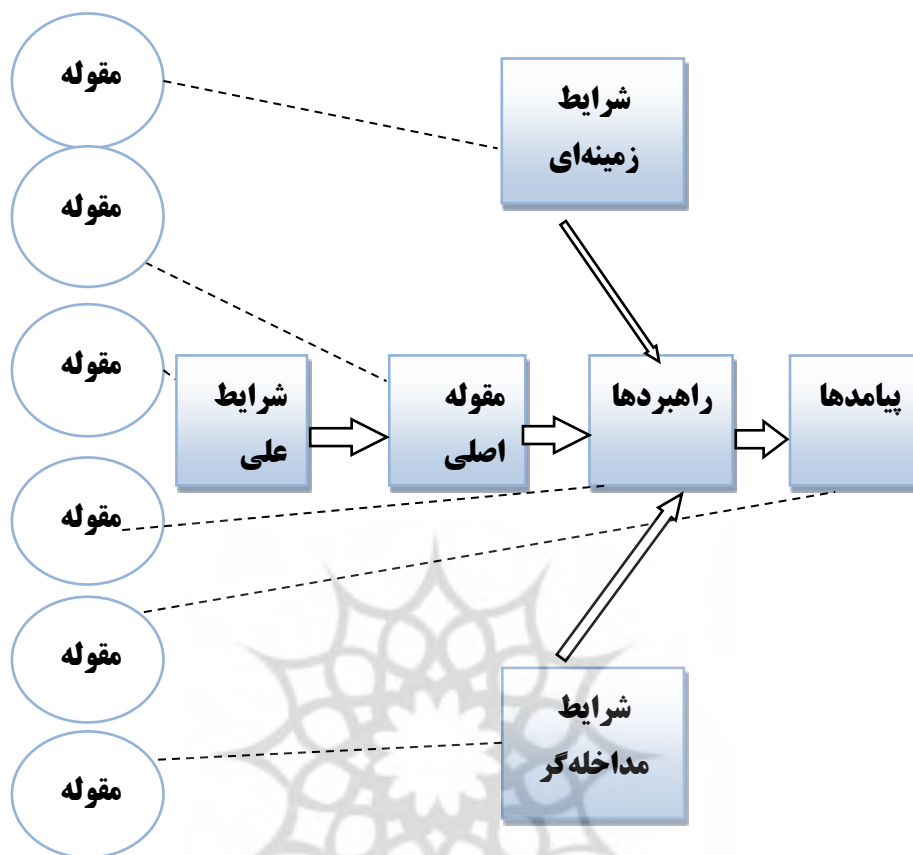 مقوله
شرایط
زمینه‌ای
مقوله
مقوله
شرایط
علی
مقوله
اصلی
راهبردها
پیامدها
مقوله
مقوله
شرایط
مداخله‌گر
مقوله